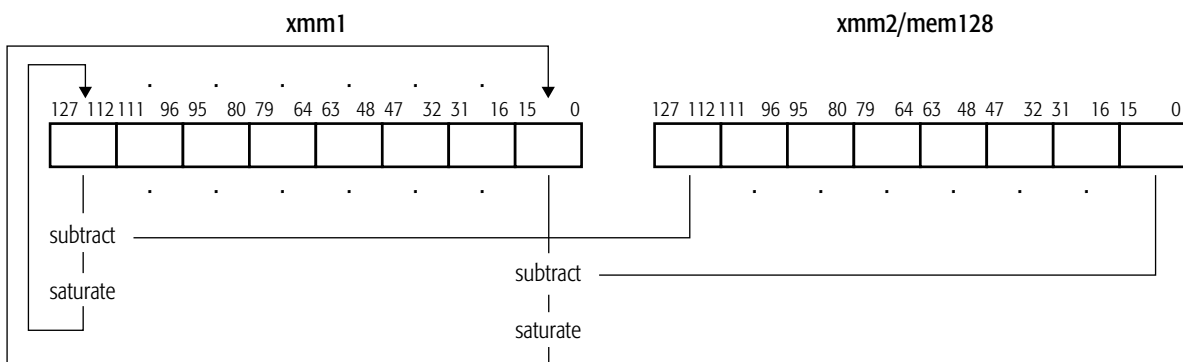 xmm1 xmm2/mem128
. . . . . .
127 112 111 96 95 80 79 64 63 48 47 32 31 16 15 0 127 112 111 96 95 80 79 64 63 48 47 32 31 16 15 0
. . . . . . . . . . . .
subtract
subtract
saturate
saturate